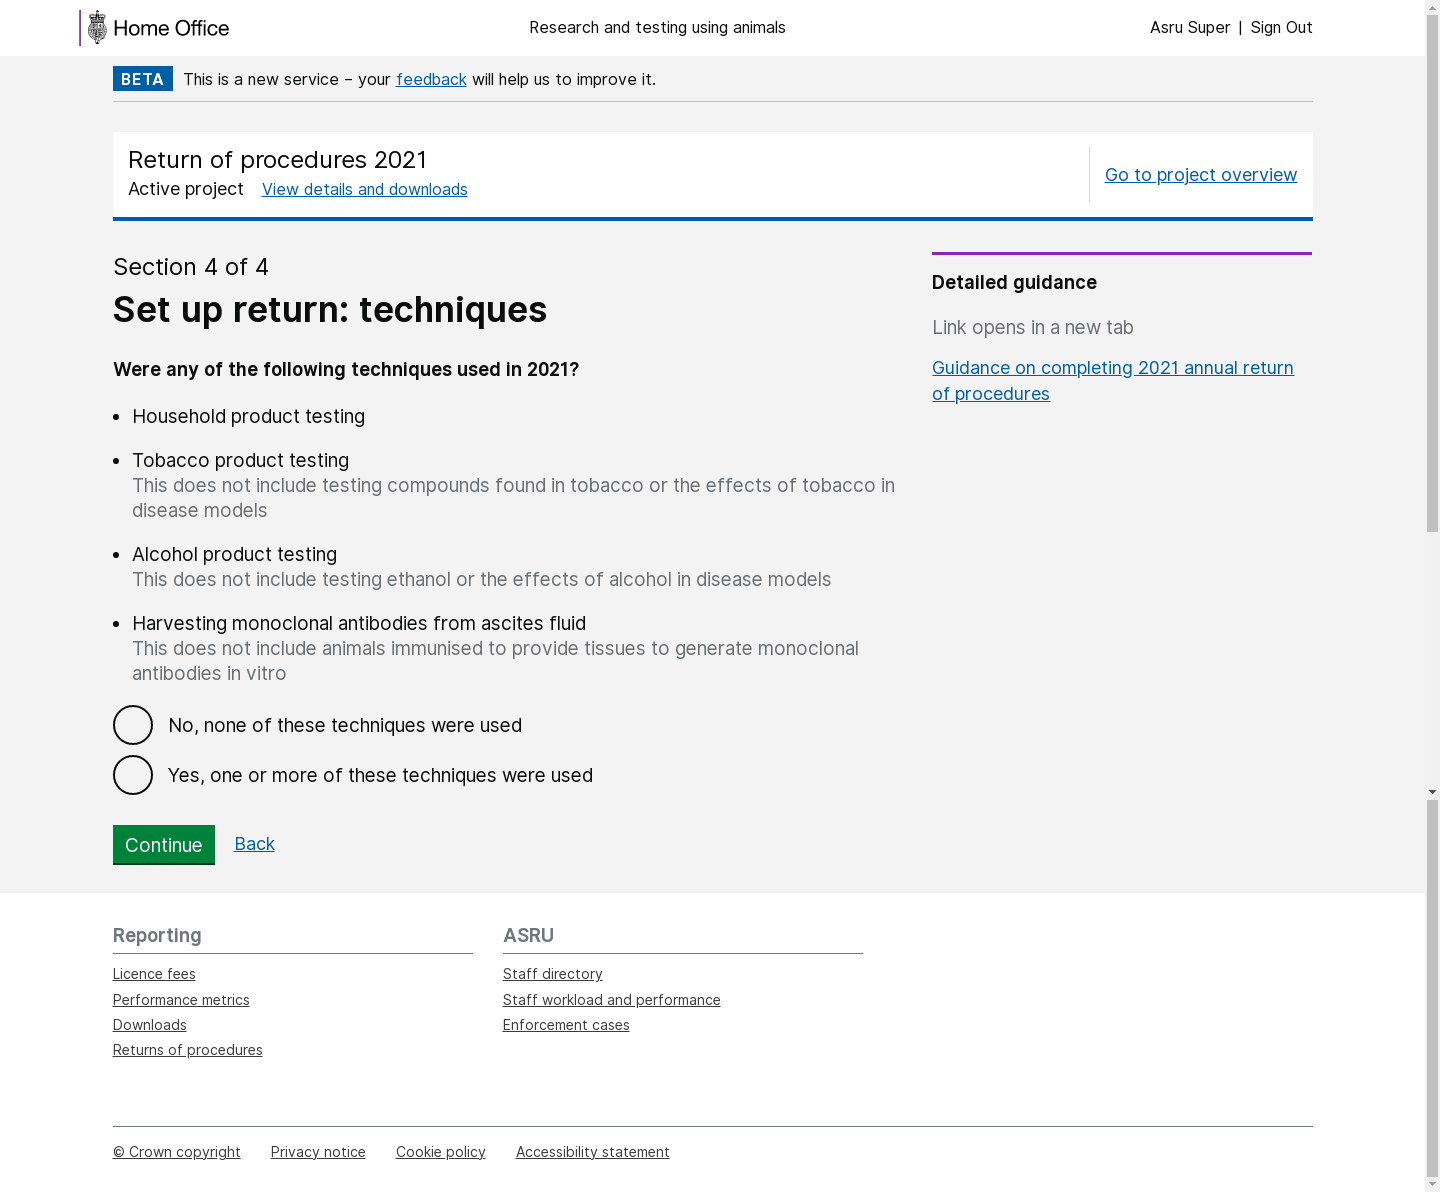 Home Office
Research and testing using animals
Asru Super | Sign Out
BETA This is a new service – your feedback will help us to improve it.
Return of procedures 2021
Active project View details and downloads
Go to project overview
Section 4 of 4
Set up return: techniques
Were any of the following techniques used in 2021?
• Household product testing
• Tobacco product testing
This does not include testing compounds found in tobacco or the effects of tobacco in
disease models
• Alcohol product testing
This does not include testing ethanol or the effects of alcohol in disease models
• Harvesting monoclonal antibodies from ascites fluid
This does not include animals immunised to provide tissues to generate monoclonal
antibodies in vitro
No, none of these techniques were used
Yes, one or more of these techniques were used
Continue Back
Detailed guidance
Link opens in a new tab
Guidance on completing 2021 annual return
of procedures
Reporting
Licence fees
Performance metrics
Downloads
Returns of procedures
ASRU
Staff directory
Staff workload and performance
Enforcement cases
© Crown copyright Privacy notice Cookie policy Accessibility statement